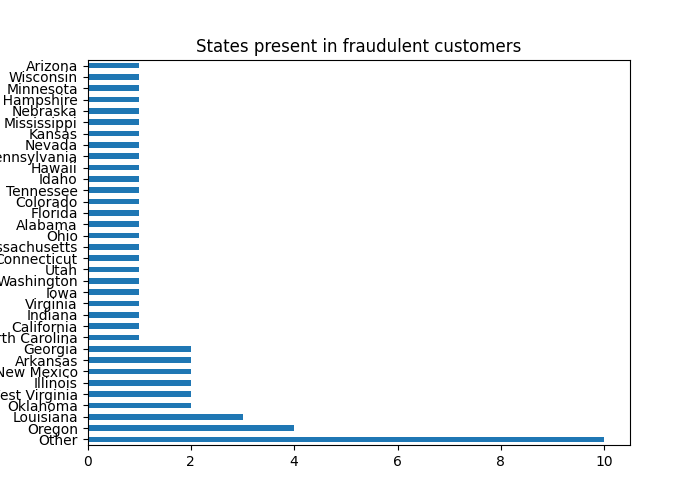 States present in fraudulent customers
Arizona
Wisconsin
Minnesota
Hampshire
Nebraska
Mississippi
Kansas
Nevada
ennsylvania
Hawaii
Idaho
Tennessee
Colorado
Florida
Alabama
Ohio
ssachusetts
Connecticut
Utah
Washington
Iowa
Virginia
Indiana
California
rth Carolina
Georgia
Arkansas
New Mexico
Illinois
est Virginia
Oklahoma
Louisiana
Oregon
Other
0 2 4 6 8 10